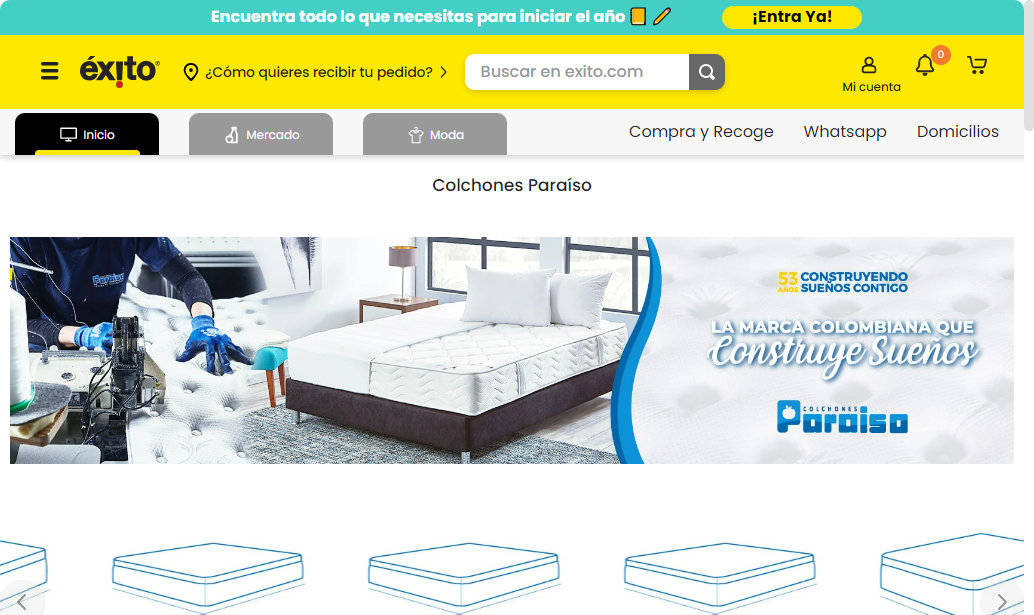 Encuentra todo lo que necesitas para iniciar el año
¡Entra Ya!
éxito
¿Cómo quieres recibir tu pedido?
Buscar en exito.com
Mi cuenta
0
Inicio
Mercado
Moda
Compra y Recoge
Whatsapp
Domicilios
Colchones Paraíso
Paraiso
53 AÑOS CONSTRUYENDO
SUEÑOS CONTIGO
LA MARCA COLOMBIANA QUE
Construye Sueños
COLCHONES
Paraiso